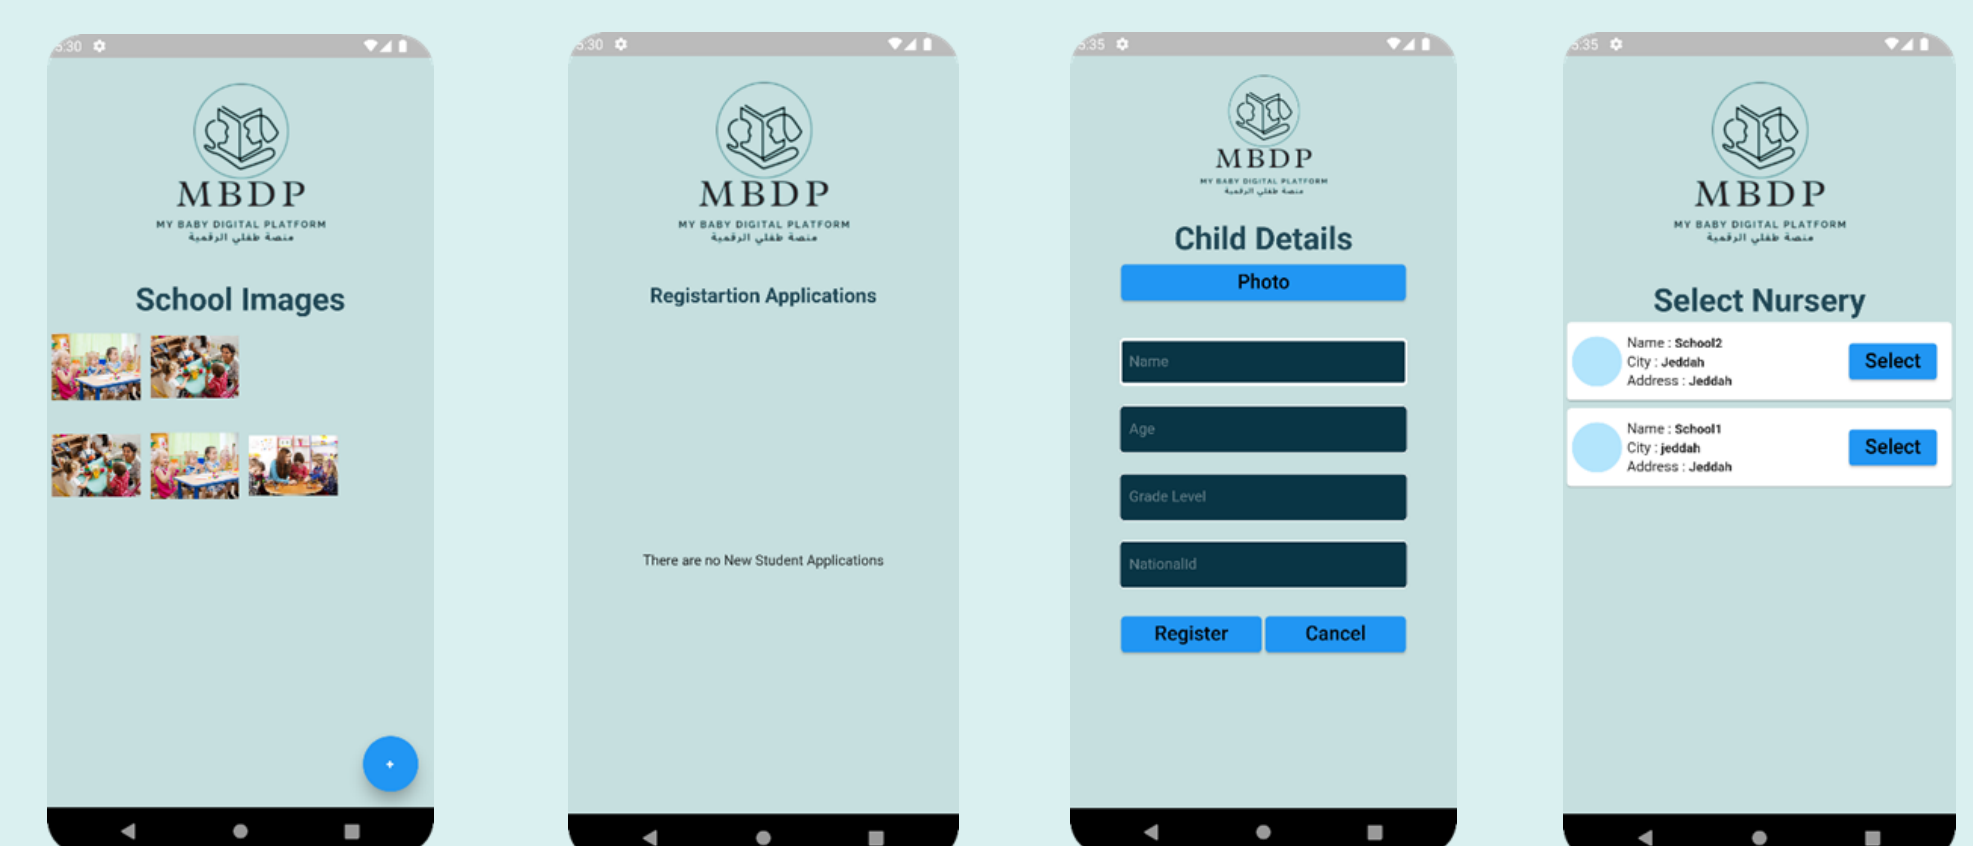 5:30
MBDP
MY BABY DIGITAL PLATFORM
منصة طفلي الرقمية
School Images
+
5:30
MBDP
MY BABY DIGITAL PLATFORM
منصة طفلي الرقمية
Registartion Applications
There are no New Student Applications
5:35
MBDP
MY BABY DIGITAL PLATFORM
منصة طفلي الرقمية
Child Details
Photo
Name
Age
Grade Level
NationalId
Register Cancel
5:35
MBDP
MY BABY DIGITAL PLATFORM
منصة طفلي الرقمية
Select Nursery
Name : School2
City : Jeddah
Address : Jeddah
Select
Name : School1
City : jeddah
Address : Jeddah
Select